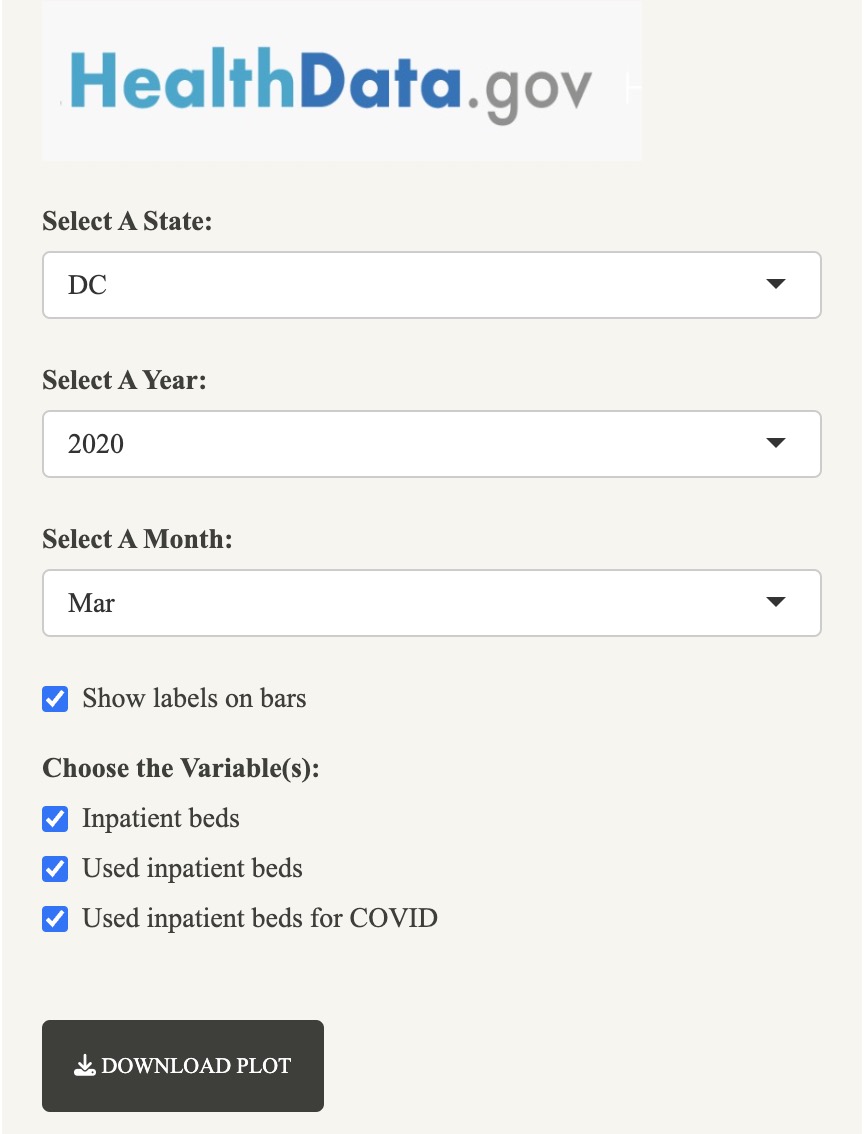 HealthData.gov
Select A State:
DC
Select A Year:
2020
Select A Month:
Mar
Show labels on bars
Choose the Variable(s):
Inpatient beds
Used inpatient beds
Used inpatient beds for COVID
DOWNLOAD PLOT